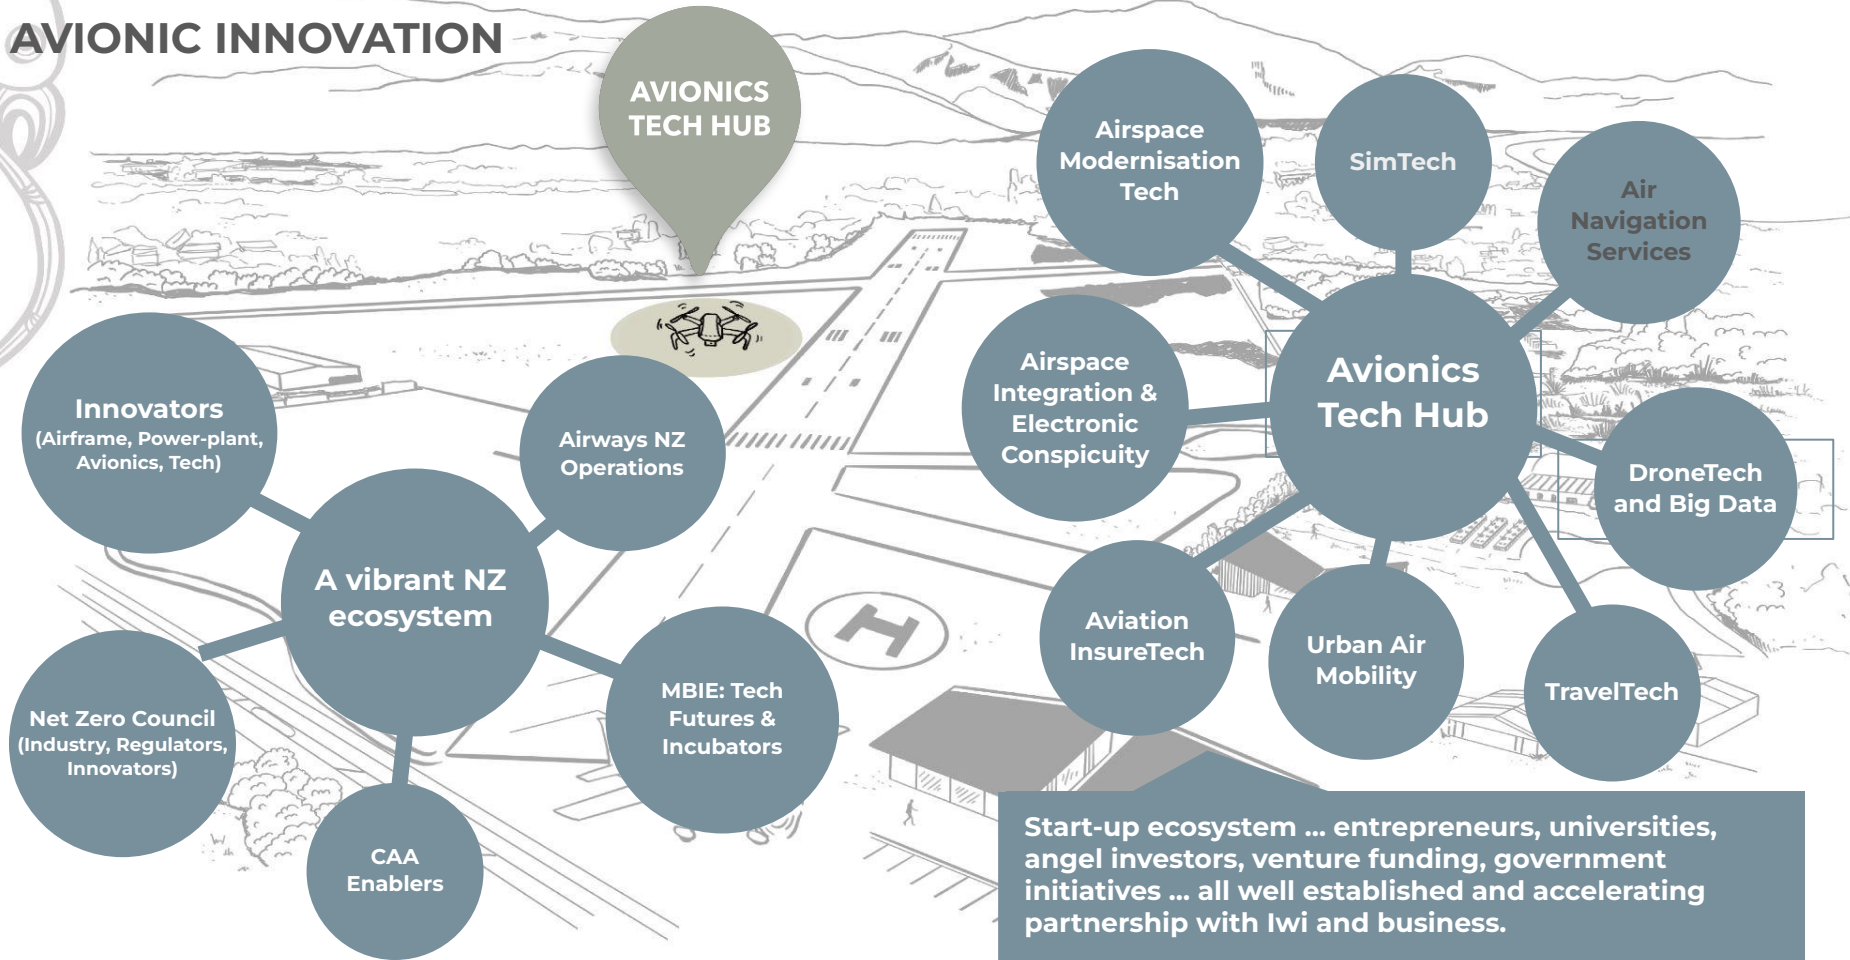 AVIONIC INNOVATION
AVIONICS
TECH HUB
Innovators
(Airframe, Power-plant,
Avionics, Tech)
Airways NZ
Operations
A vibrant NZ
ecosystem
Net Zero Council
(Industry, Regulators,
Innovators)
CAA
Enablers
MBIE: Tech
Futures &
Incubators
H
Airspace
Modernisation
Tech
SimTech
Air
Navigation
Services
Airspace
Integration &
Electronic
Conspicuity
Avionics
Tech Hub
DroneTech
and Big Data
Aviation
InsureTech
Urban Air
Mobility
TravelTech
Start-up ecosystem ... entrepreneurs, universities,
angel investors, venture funding, government
initiatives ... all well established and accelerating
partnership with Iwi and business.